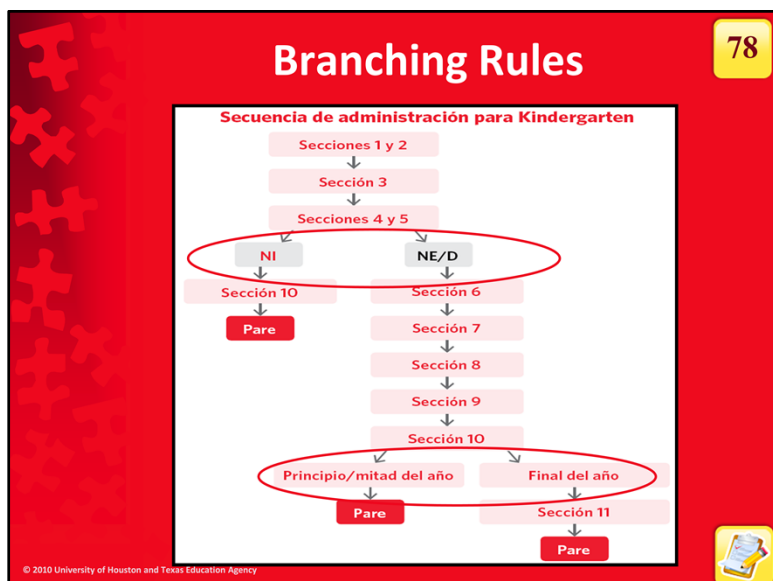 Branching Rules
78
Secuencia de administración para Kindergarten
Secciones 1 y 2
Sección 3
Secciones 4 y 5
NI NE/D
Sección 10 Sección 6
Pare Sección 7
Sección 8
Sección 9
Sección 10
Principio/mitad del año Final del año
Pare Sección 11
Pare
© 2010 University of Houston and Texas Education Agency